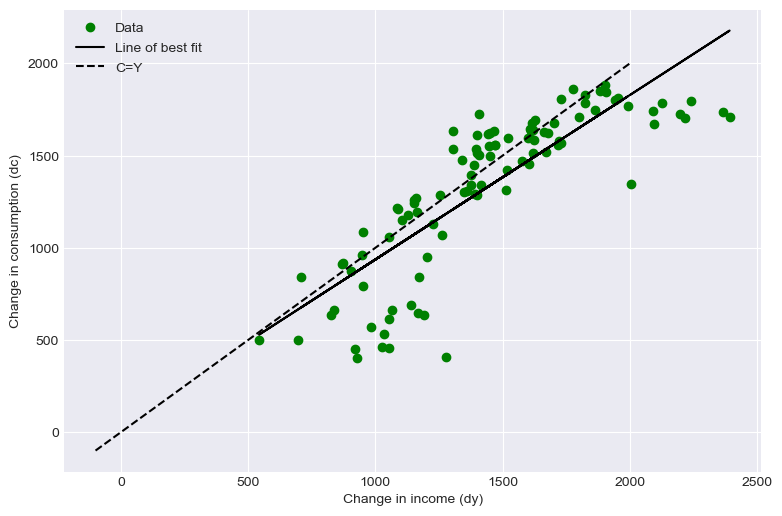 Data
Line of best fit
C=Y
2000
1500
1000
500
0
Change in consumption (dc)
0
500
1000
1500
2000
2500
Change in income (dy)